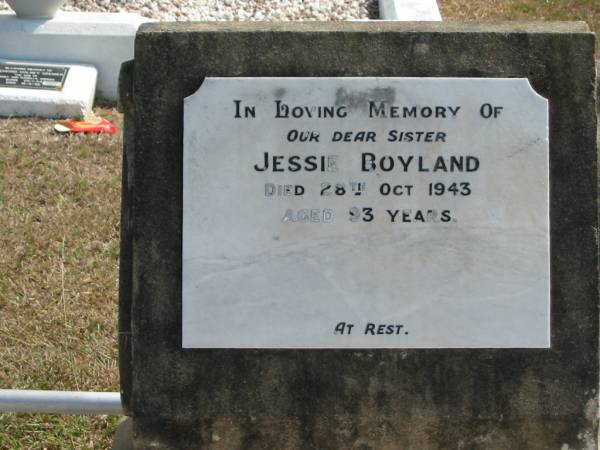 In Loving Memory Of
Our dear Sister
Jessie Boyland
Died 28th Oct 1943
Aged 93 years.
At Rest.